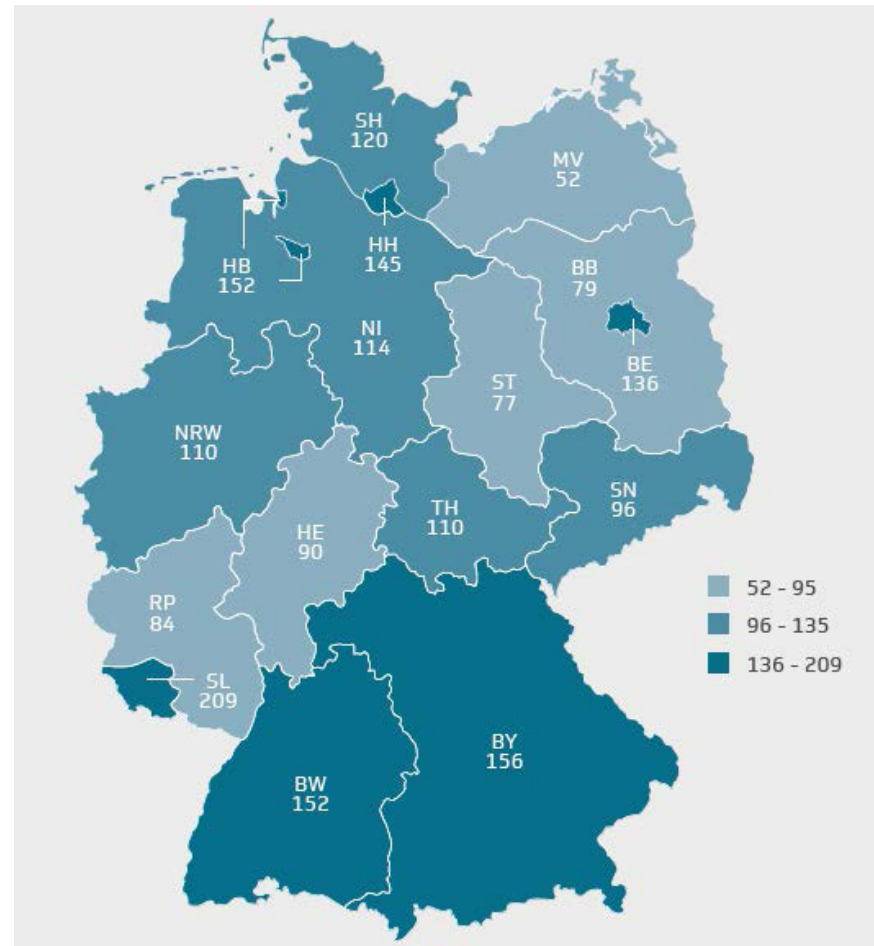 SH
120
MV
52
HH
145
HB
152
BB
79
NI
114
BE
136
ST
77
NRW
110
SN
96
TH
110
HE
90
RP
84
SL
209
BY
156
BW
152
52 - 95
96 - 135
136 - 209